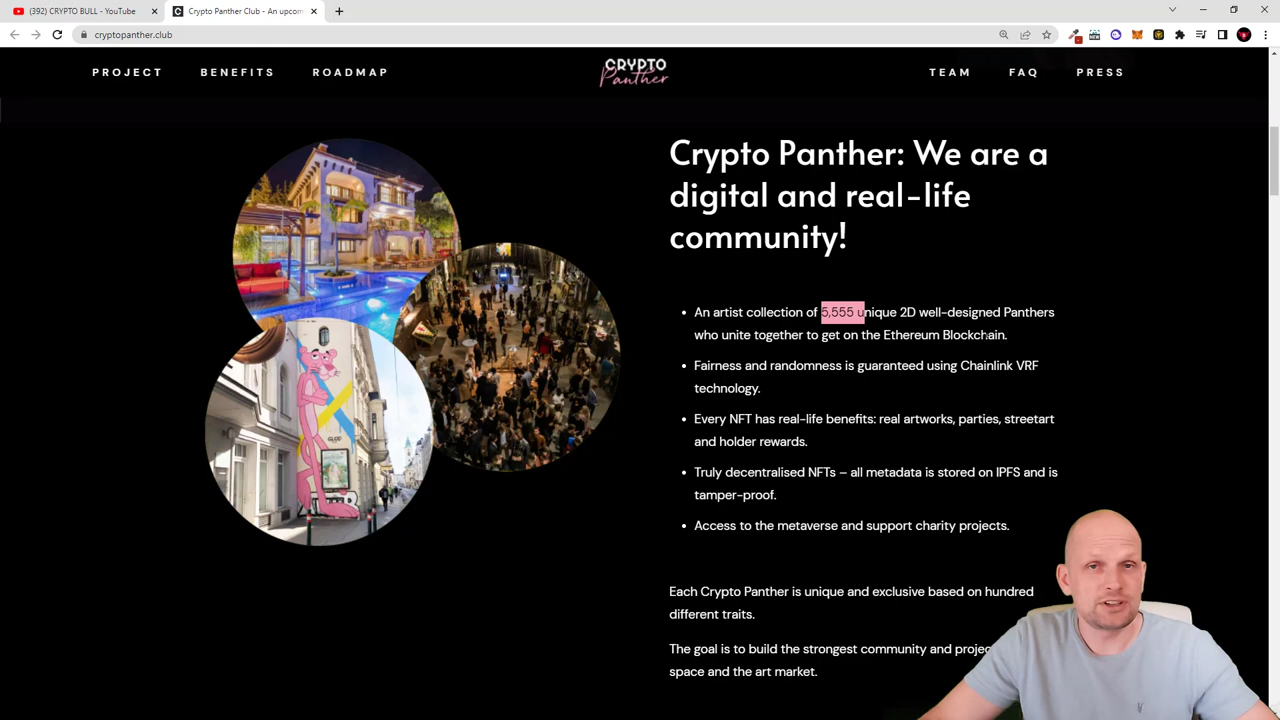 (392) CRYPTO BULL - YouTube
Crypto Panther Club - An upcom
cryptopanther.club
PROJECT BENEFITS ROADMAP
CRYPTO
Panther
TEAM FAQ PRESS
Crypto Panther: We are a
digital and real-life
community!
An artist collection of 5,555 unique 2D well-designed Panthers
who unite together to get on the Ethereum Blockchain.
Fairness and randomness is guaranteed using Chainlink VRF
technology.
Every NFT has real-life benefits: real artworks, parties, streetart
and holder rewards.
Truly decentralised NFTs – all metadata is stored on IPFS and is
tamper-proof.
Access to the metaverse and support charity projects.
Each Crypto Panther is unique and exclusive based on hundred
different traits.
The goal is to build the strongest community and projec
space and the art market.